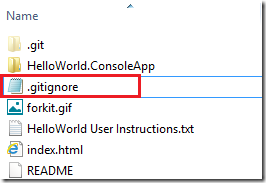 Name
.git
HelloWorld.ConsoleApp
.gitignore
forkit.gif
HelloWorld User Instructions.txt
index.html
README